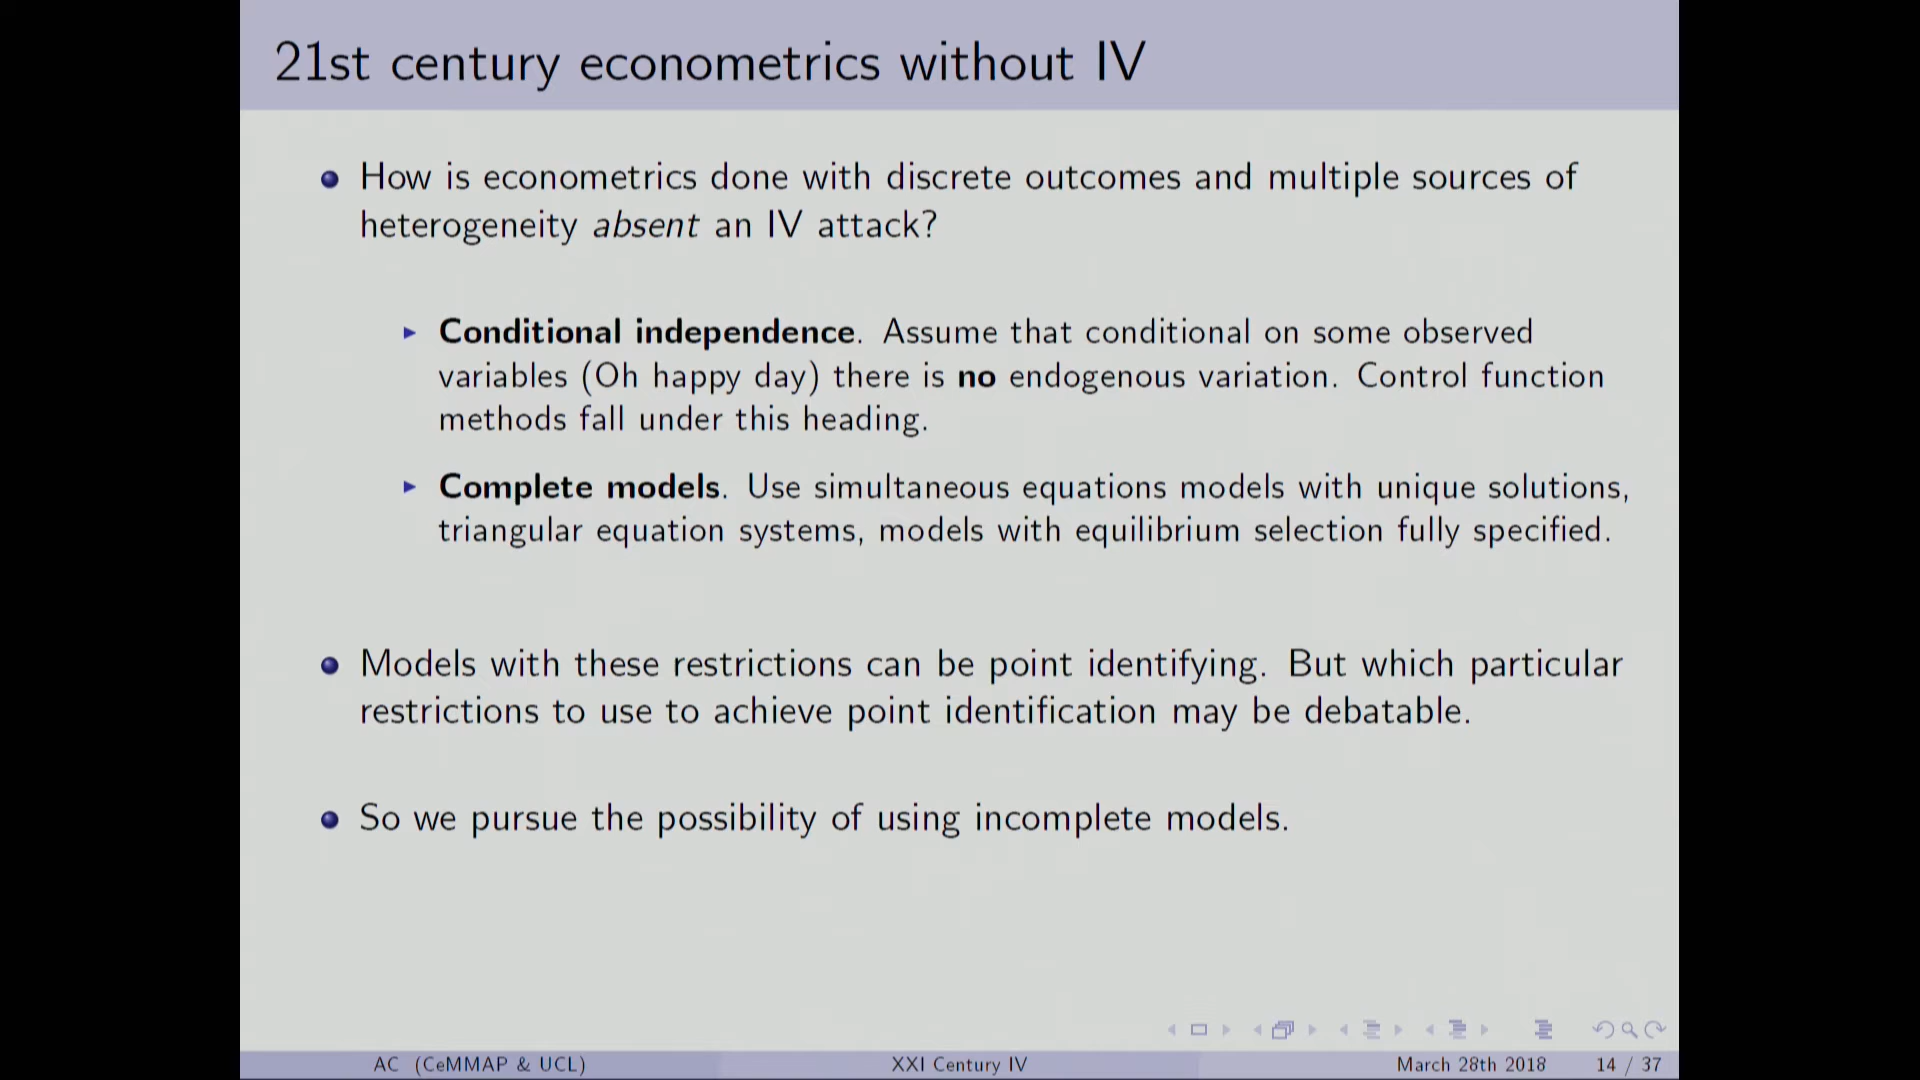 21st century econometrics without IV
How is econometrics done with discrete outcomes and multiple sources of
heterogeneity absent an IV attack?
Conditional independence. Assume that conditional on some observed
variables (Oh happy day) there is no endogenous variation. Control function
methods fall under this heading.
Complete models. Use simultaneous equations models with unique solutions,
triangular equation systems, models with equilibrium selection fully specified.
Models with these restrictions can be point identifying. But which particular
restrictions to use to achieve point identification may be debatable.
So we pursue the possibility of using incomplete models.
AC (CeMMAP & UCL) XXI Century IV March 28th 2018 14 / 37